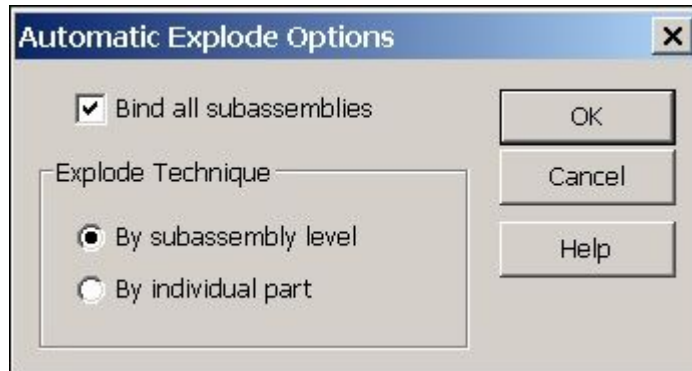 Automatic Explode Options
Bind all subassemblies
OK
Explode Technique
Cancel
By subassembly level
Help
By individual part